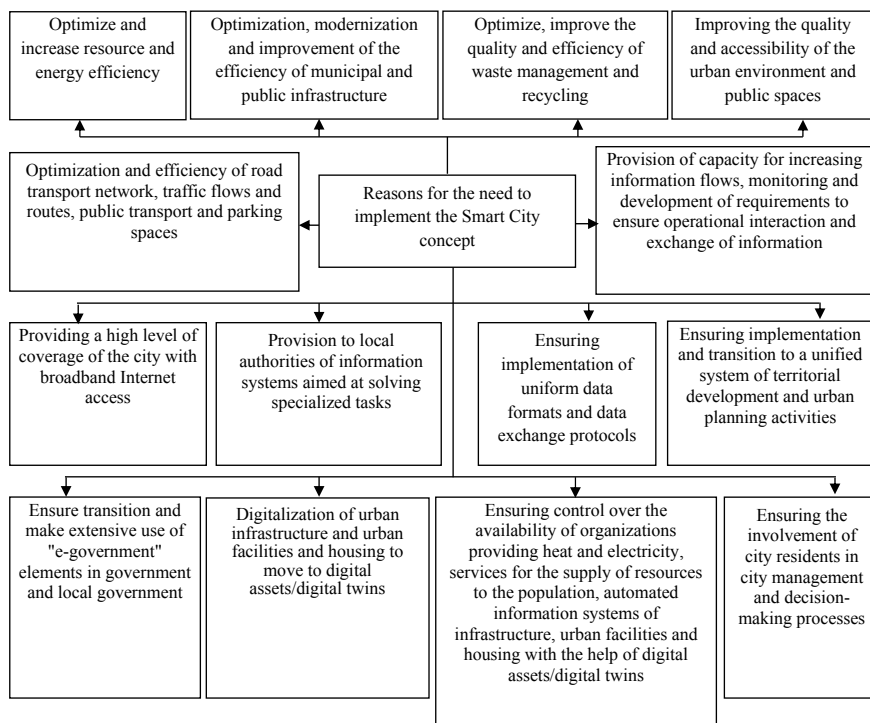 Optimize and
increase resource and
energy efficiency
Optimization, modernization
and improvement of the
efficiency of municipal and
public infrastructure
Optimize, improve the
quality and efficiency of
waste management and
recycling
Improving the quality
and accessibility of the
urban environment and
public spaces
Optimization and efficiency of road
transport network, traffic flows and
routes, public transport and parking
spaces
Reasons for the need to
implement the Smart City
concept
Provision of capacity for increasing
information flows, monitoring and
development of requirements to
ensure operational interaction and
exchange of information
Providing a high level of
coverage of the city with
broadband Internet
access
Provision to local
authorities of information
systems aimed at solving
specialized tasks
Ensuring
implementation of
uniform data
formats and data
exchange protocols
Ensuring implementation
and transition to a unified
system of territorial
development and urban
planning activities
Ensure transition and
make extensive use of
"e-government"
elements in government
and local government
Digitalization of urban
infrastructure and urban
facilities and housing to
move to digital
assets/digital twins
Ensuring control over the
availability of organizations
providing heat and electricity,
services for the supply of resources
to the population, automated
information systems of
infrastructure, urban facilities and
housing with the help of digital
assets/digital twins
Ensuring the
involvement of
city residents in
city management
and decision-
making processes